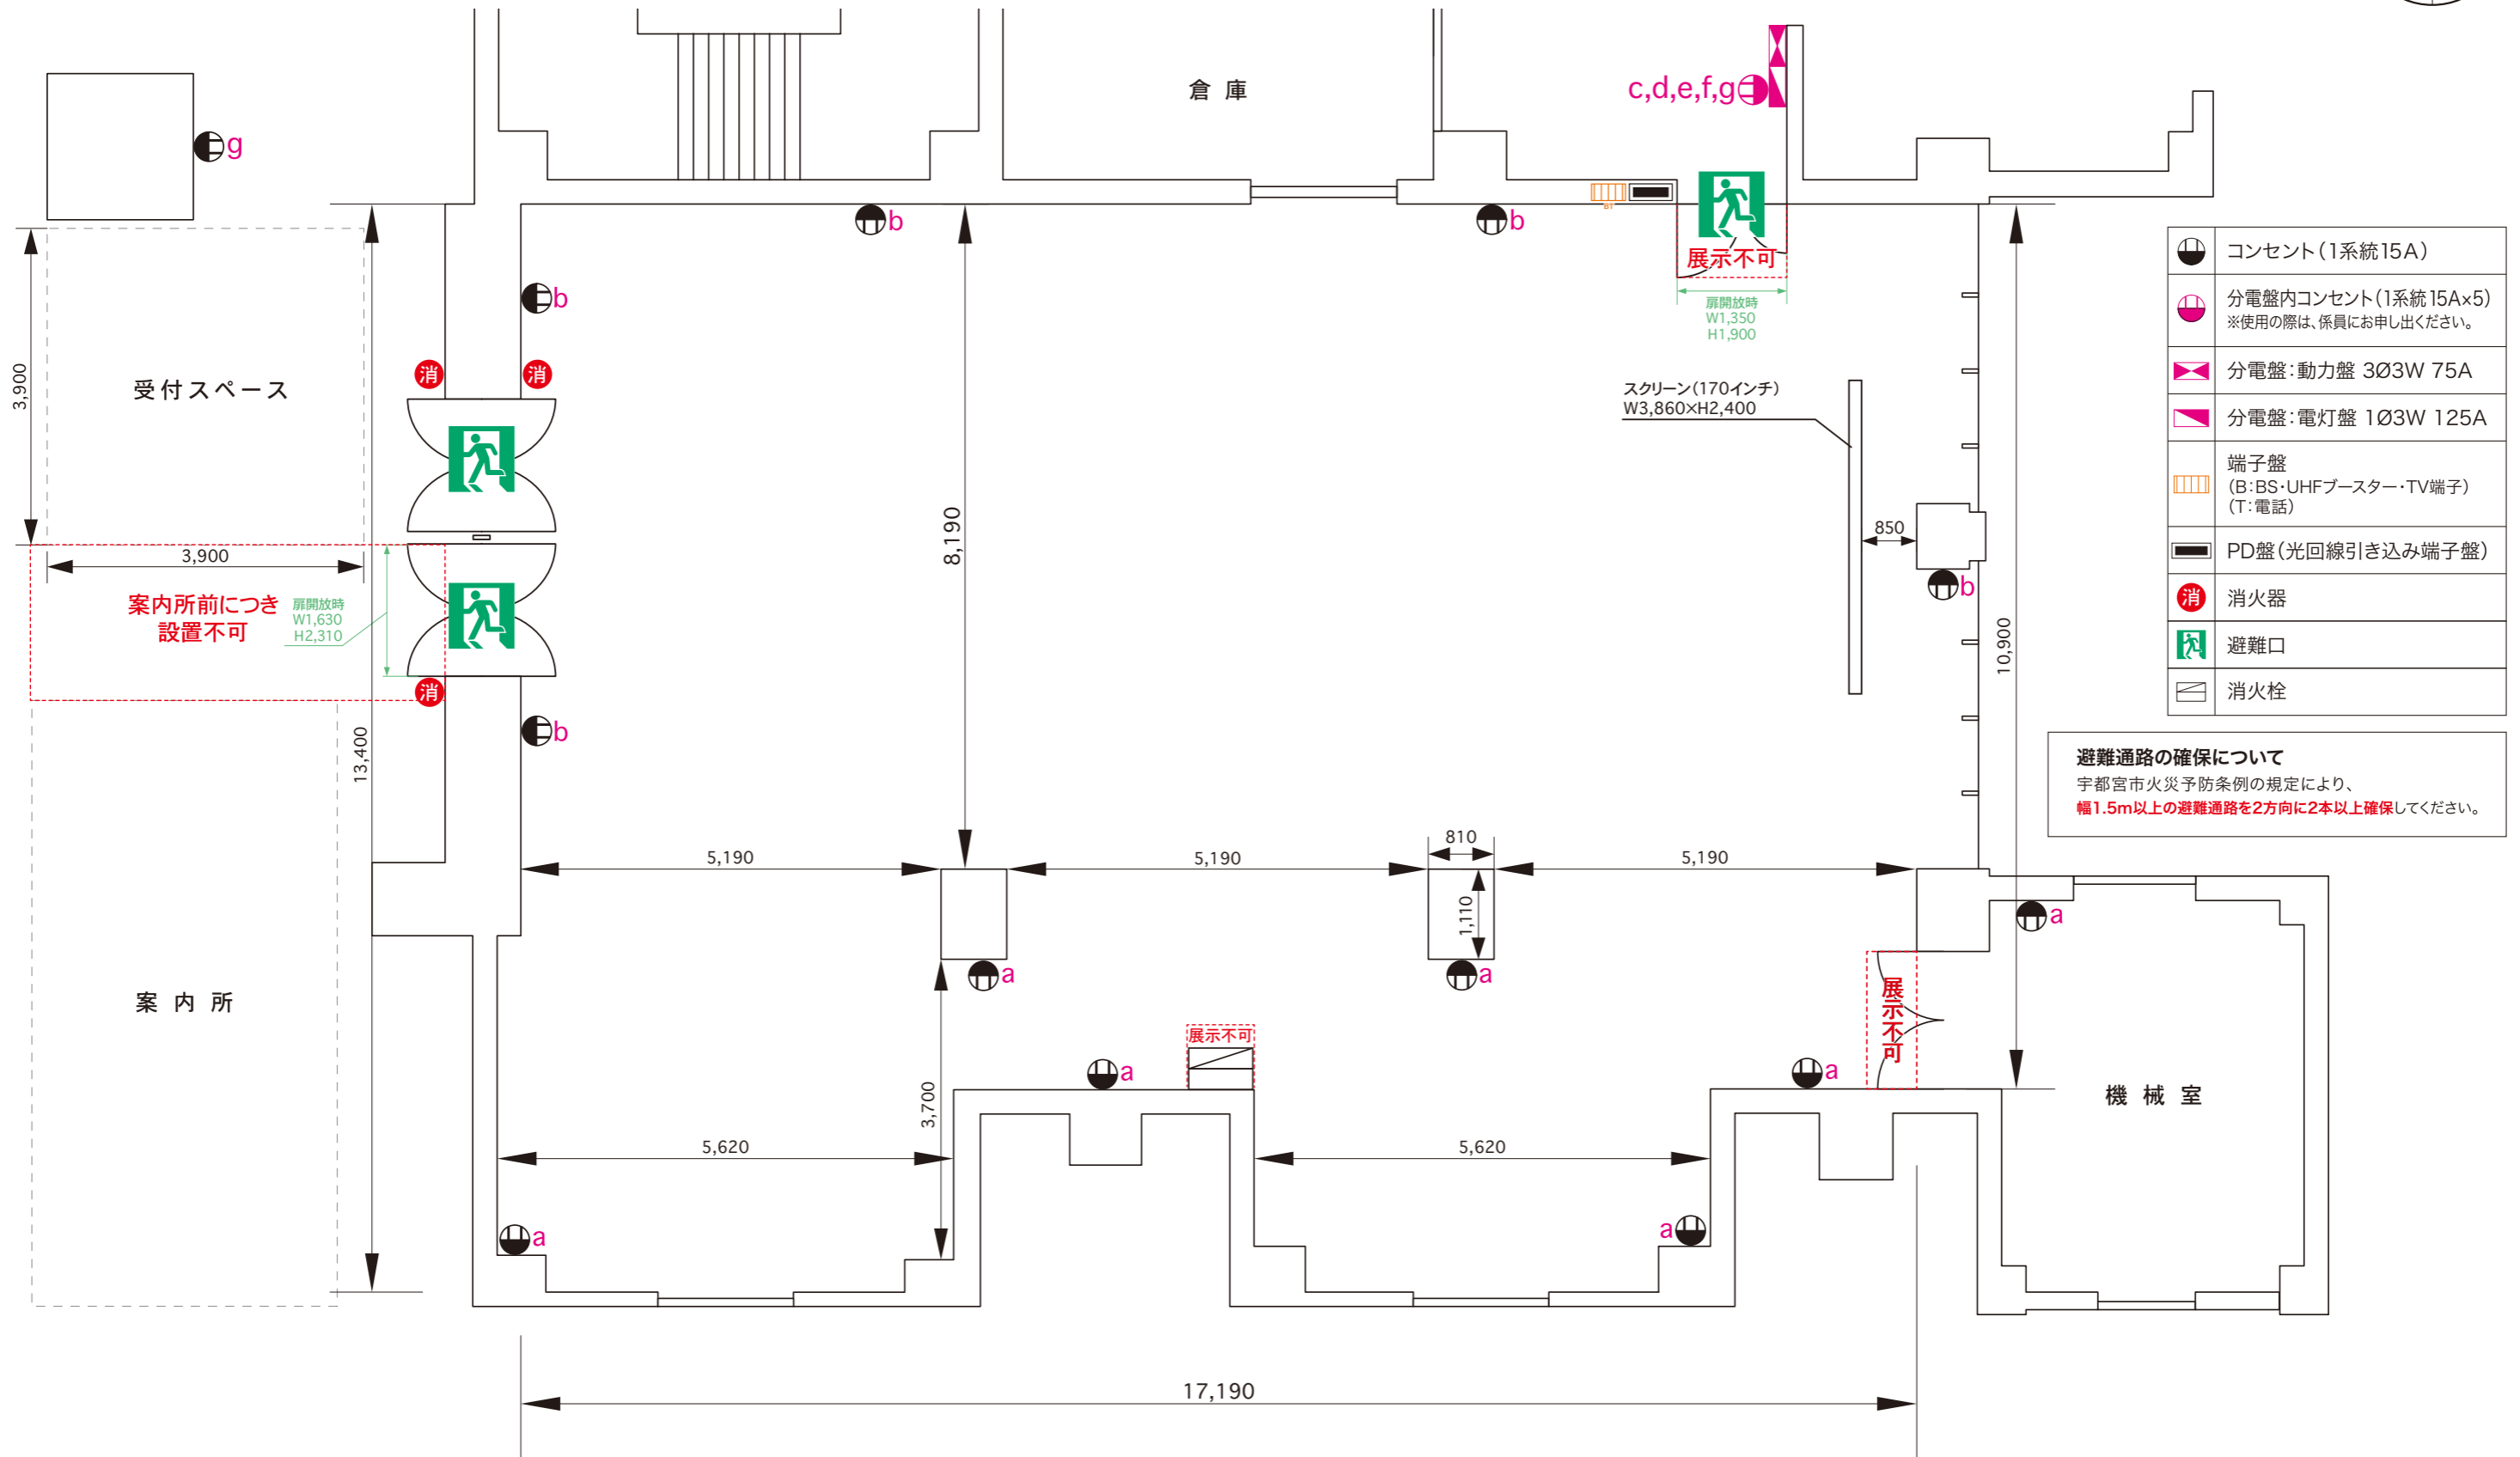 倉庫
c,d,e,f,g
g
b
b
BT
展示不可
扉開放時
W1,350
H1,900
b
消
消
3,900
受付スペース
3,900
案内所前につき
設置不可
扉開放時
W1,630
H2,310
消
b
13,400
8,190
スクリーン(170インチ)
W3,860×H2,400
850
b
10,900
コンセント(1系統15A)
分電盤内コンセント(1系統15A×5)
※使用の際は、係員にお申し出ください。
分電盤:動力盤 3Ø3W 75A
分電盤:電灯盤 1Ø3W 125A
端子盤
(B:BS・UHFブースター・TV端子)
(T:電話)
PD盤(光回線引き込み端子盤)
消 消火器
避難口
消火栓
避難通路の確保について
宇都宮市火災予防条例の規定により、
幅1.5m以上の避難通路を2方向に2本以上確保してください。
5,190
5,190
810
5,190
1,110
a
a
a
案内所
展示不可
a
a
展示不可
機械室
3,700
5,620
5,620
a
a
17,190